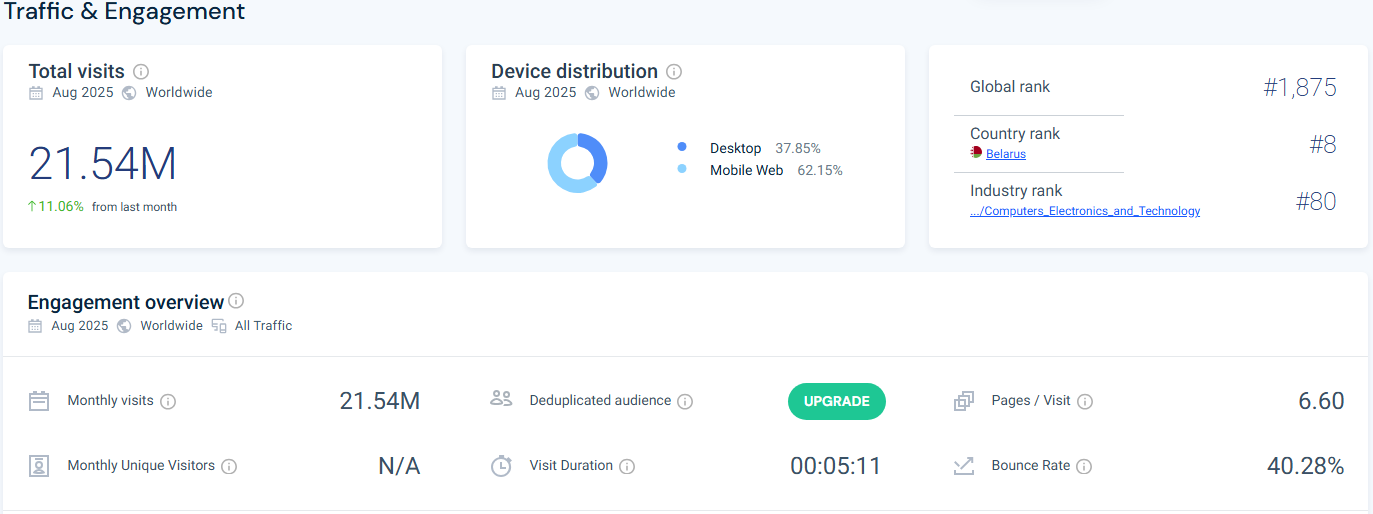 Traffic & Engagement
Total visits
Aug 2025 Worldwide
21.54M
↑11.06% from last month
Device distribution
Aug 2025 Worldwide
Desktop 37.85%
Mobile Web 62.15%
Global rank #1,875
Country rank
Belarus
#8
Industry rank
.../Computers_Electronics_and_Technology
#80
Engagement overview
Aug 2025 Worldwide All Traffic
Monthly visits 21.54M
Deduplicated audience UPGRADE
Pages / Visit 6.60
Monthly Unique Visitors N/A
Visit Duration 00:05:11
Bounce Rate 40.28%